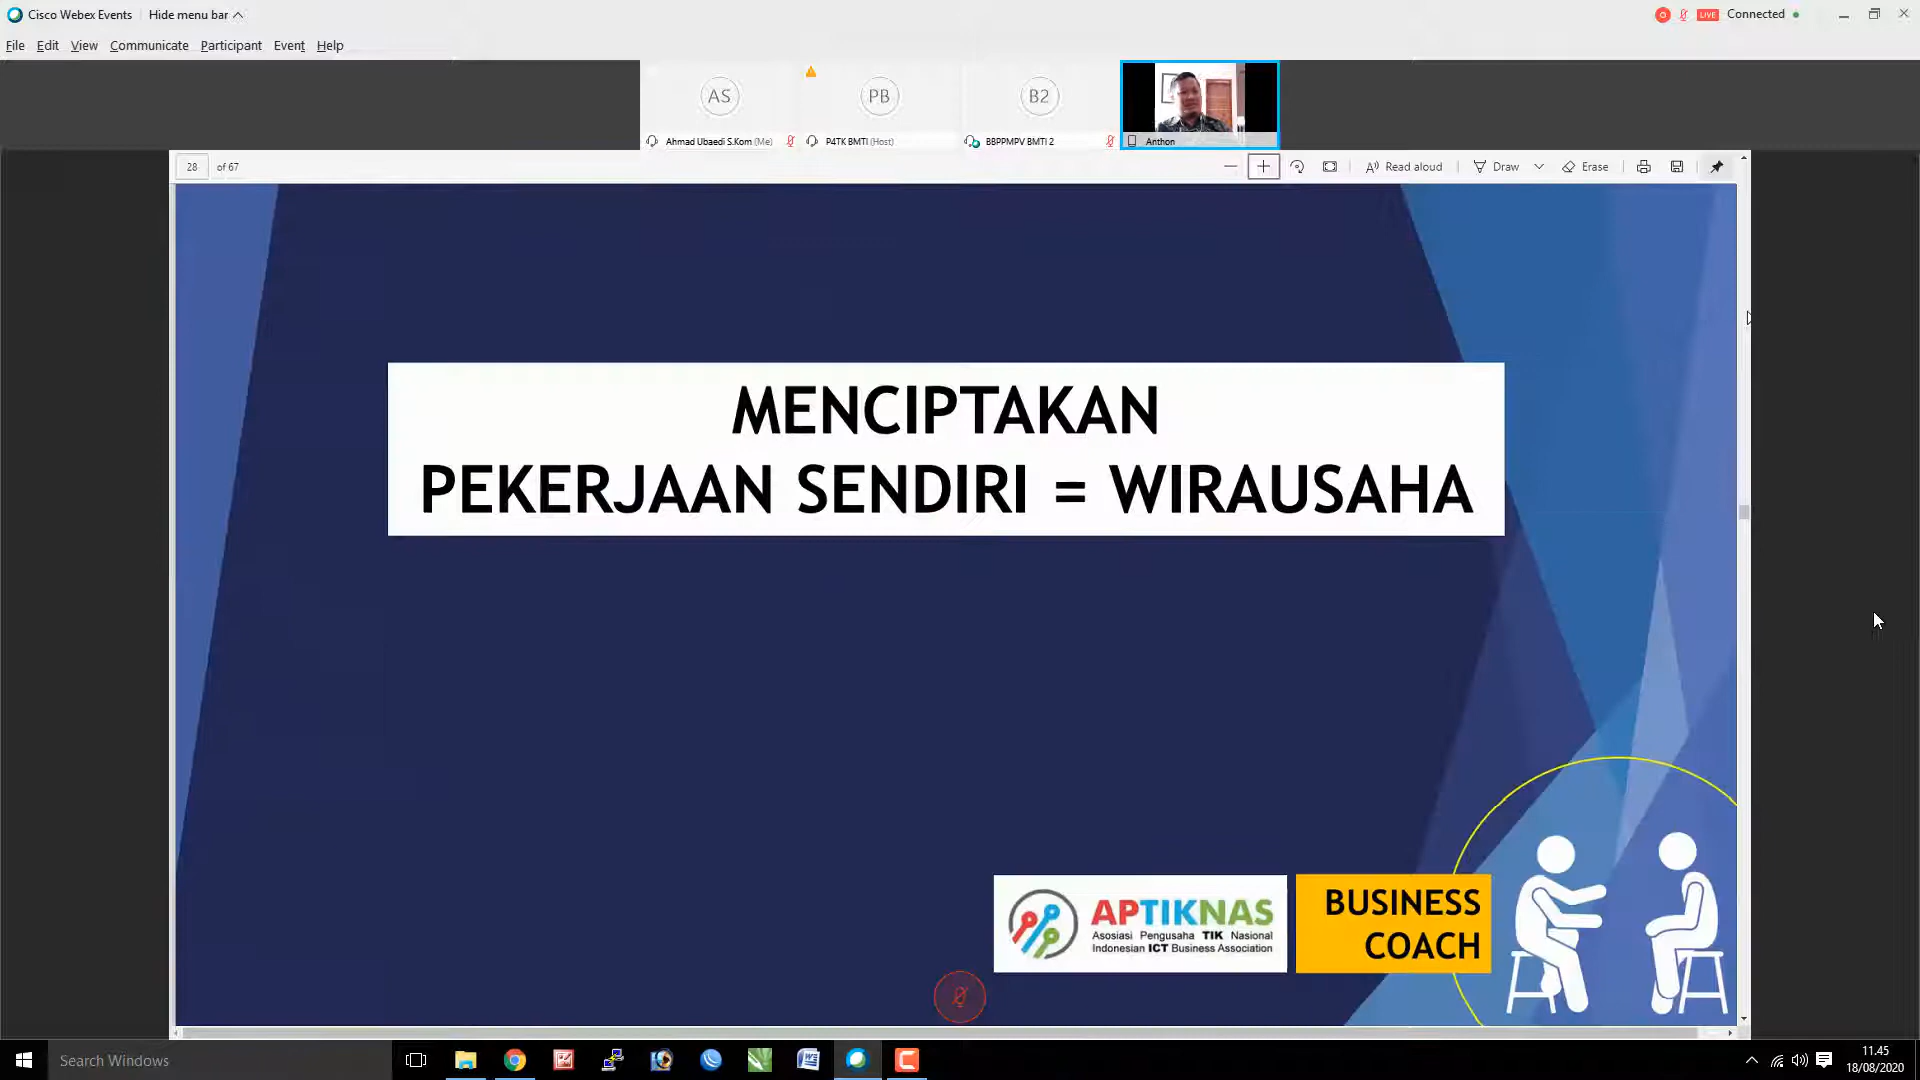 Cisco Webex Events Hide menu bar LIVE Connected
File Edit View Communicate Participant Event Help
AS PB B2
Ahmad Ubaedi S.Kom (Me) P4TK BMTI (Host) BBPPMPV BMTI 2 Anthon
28 of 67 Read aloud Draw Erase
MENCIPTAKAN
PEKERJAAN SENDIRI = WIRAUSAHA
APTIKNAS
Asosiasi Pengusaha TIK Nasional
Indonesian ICT Business Association
BUSINESS
COACH
Search Windows
11.45
18/08/2020